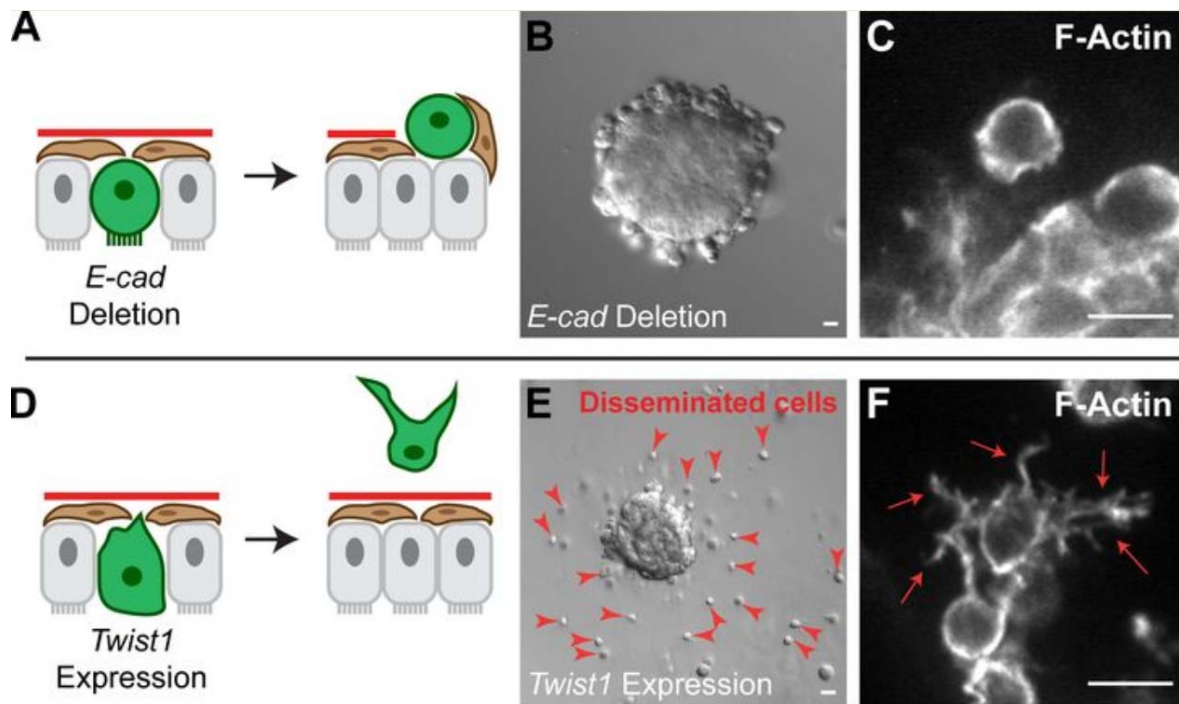 A
E-cad
Deletion
B
E-cad Deletion
C
F-Actin
D
Twist1
Expression
E
Disseminated cells
Twist1 Expression
F
F-Actin